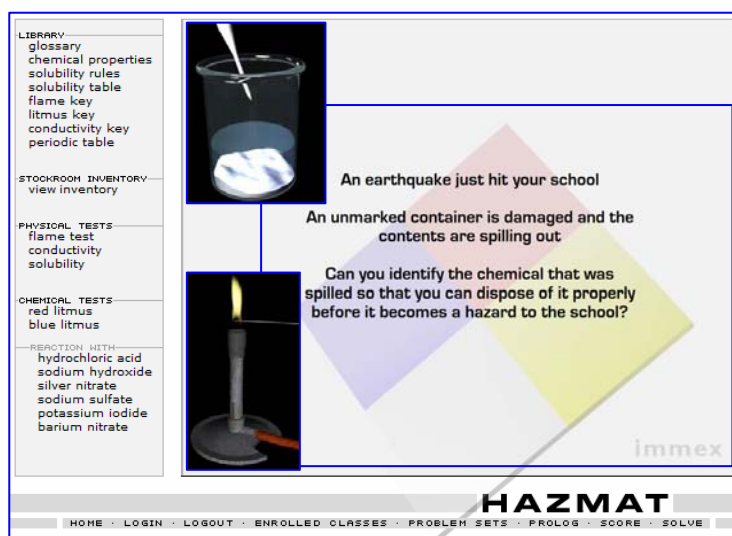 LIBRARY
glossary
chemical properties
solubility rules
solubility table
flame key
litmus key
conductivity key
periodic table
STOCKROOM INVENTORY
view inventory
PHYSICAL TESTS
flame test
conductivity
solubility
CHEMICAL TESTS
red litmus
blue litmus
REACTION WITH
hydrochloric acid
sodium hydroxide
silver nitrate
sodium sulfate
potassium iodide
barium nitrate
An earthquake just hit your school
An unmarked container is damaged and the
contents are spilling out
Can you identify the chemical that was
spilled so that you can dispose of it properly
before it becomes a hazard to the school?
immex
HAZMAT
HOME · LOGIN · LOGOUT · ENROLLED CLASSES · PROBLEM SETS · PROLOG · SCORE · SOLVE